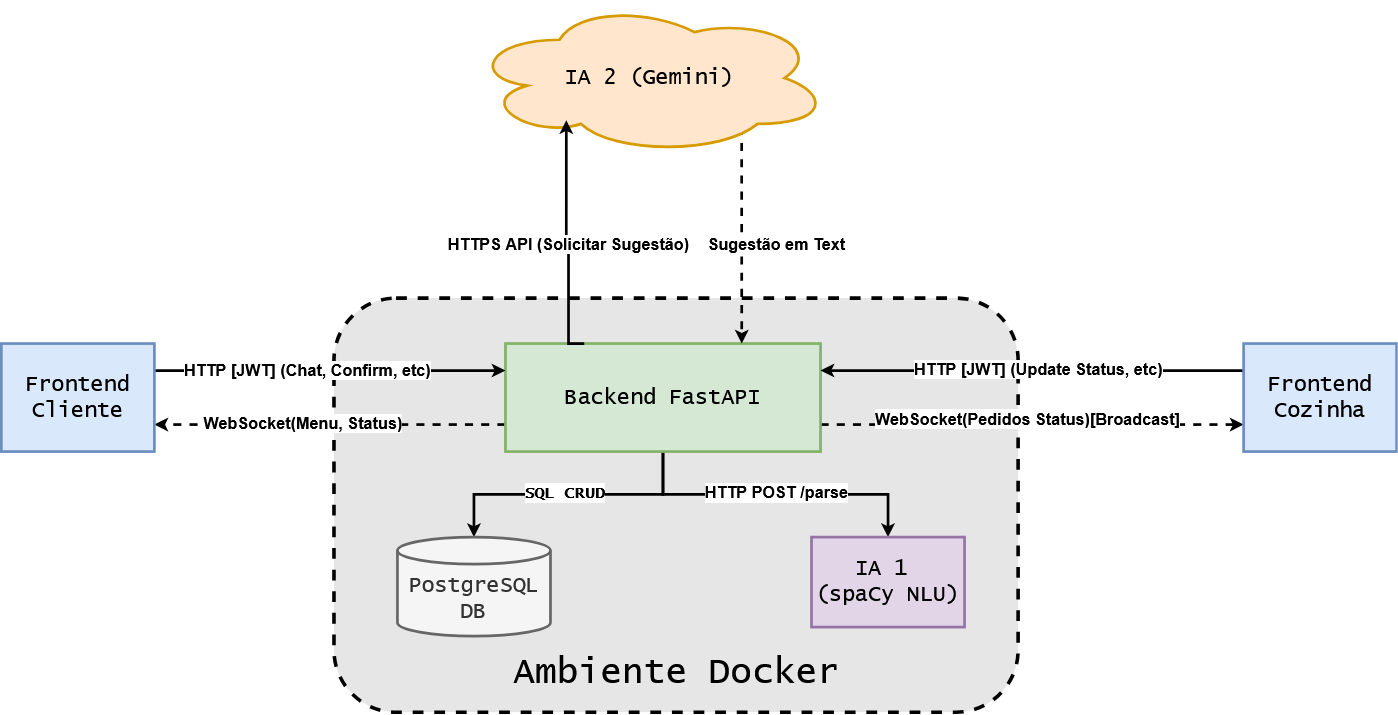 IA 2 (Gemini)
HTTPS API (Solicitar Sugestão)
Sugestão em Text
Frontend
Cliente
HTTP [JWT] (Chat, Confirm, etc)
WebSocket(Menu, Status)
Backend FastAPI
HTTP [JWT] (Update Status, etc)
WebSocket(Pedidos Status)[Broadcast]
Frontend
Cozinha
SQL CRUD
HTTP POST /parse
PostgreSQL
DB
IA 1
(spaCy NLU)
Ambiente Docker